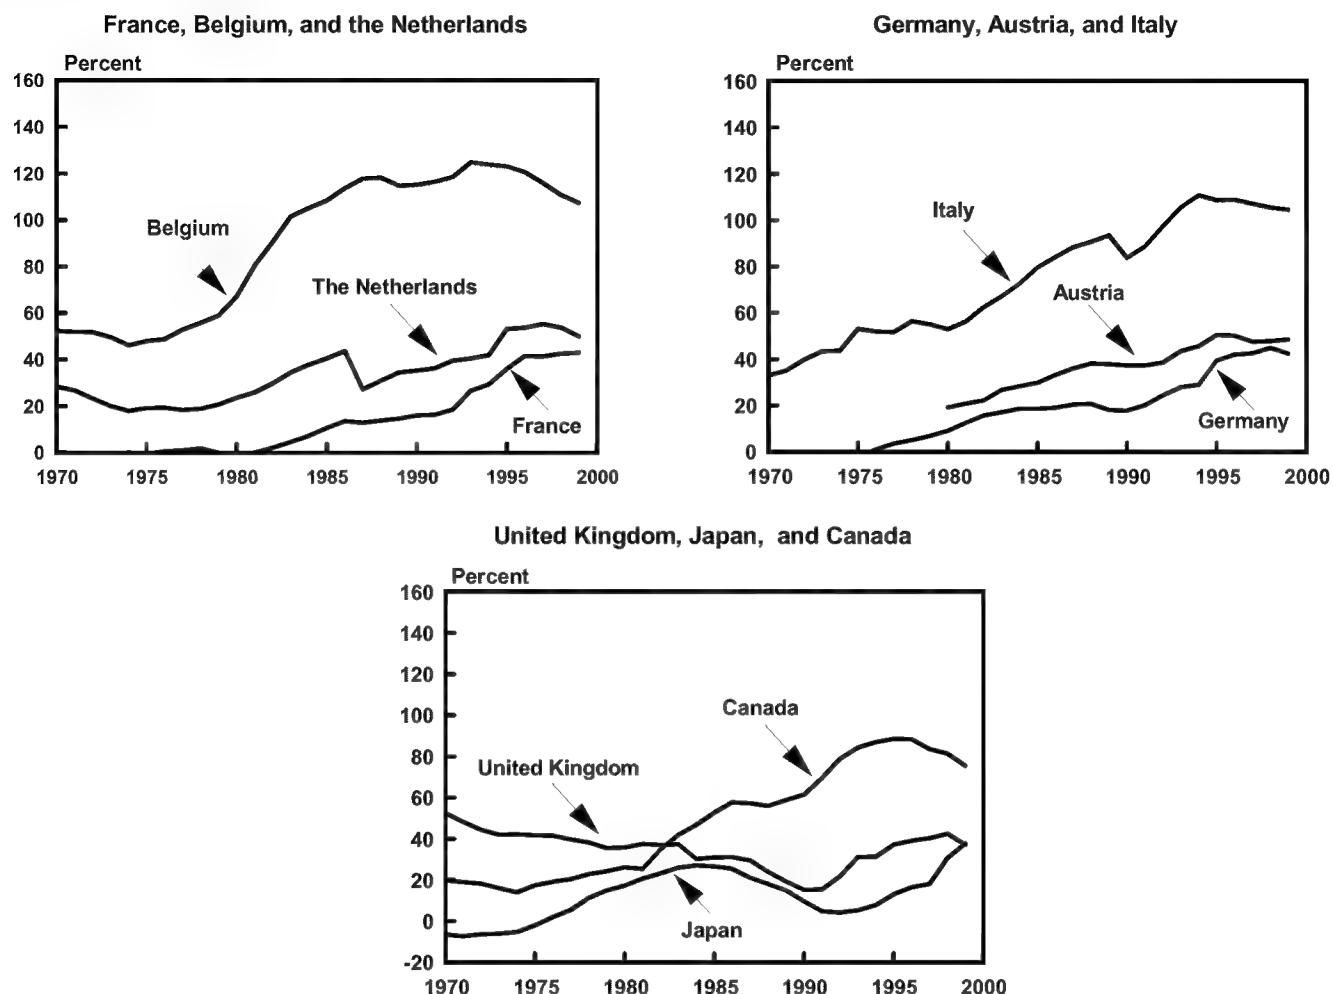 France, Belgium, and the Netherlands
Percent
160
140
120
100
80
60
40
20
0
Belgium
The Netherlands
France
1970 1975 1980 1985 1990 1995 2000
Germany, Austria, and Italy
Percent
160
140
120
100
80
60
40
20
0
Italy
Austria
Germany
1970 1975 1980 1985 1990 1995 2000
United Kingdom, Japan, and Canada
Percent
160
140
120
100
80
60
40
20
0
-20
Canada
United Kingdom
Japan
1970 1975 1980 1985 1990 1995 2000